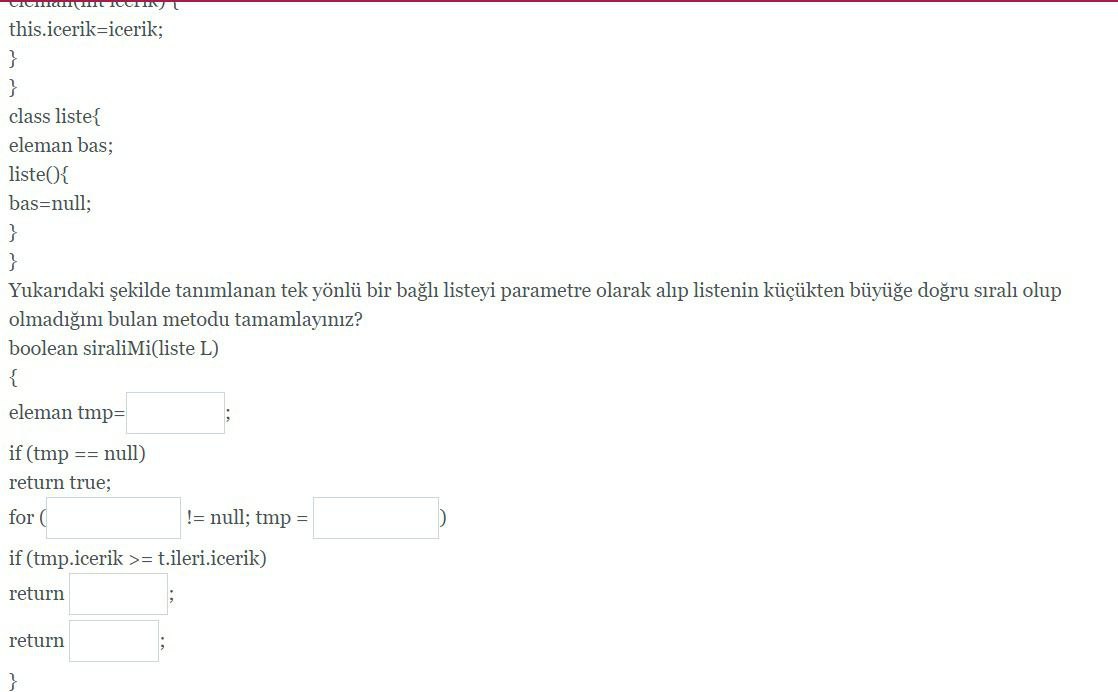 this.icerik=icerik;
}
}
class liste{
eleman bas;
liste(){
bas=null;
}
}
Yukarıdaki şekilde tanımlanan tek yönlü bir bağlı listeyi parametre olarak alıp listenin küçükten büyüğe doğru sıralı olup
olmadığını bulan metodu tamamlayınız?
boolean siraliMi(liste L)
{
eleman tmp= ;
if (tmp == null)
return true;
for ( != null; tmp = )
if (tmp.icerik >= t.ileri.icerik)
return ;
return ;
}